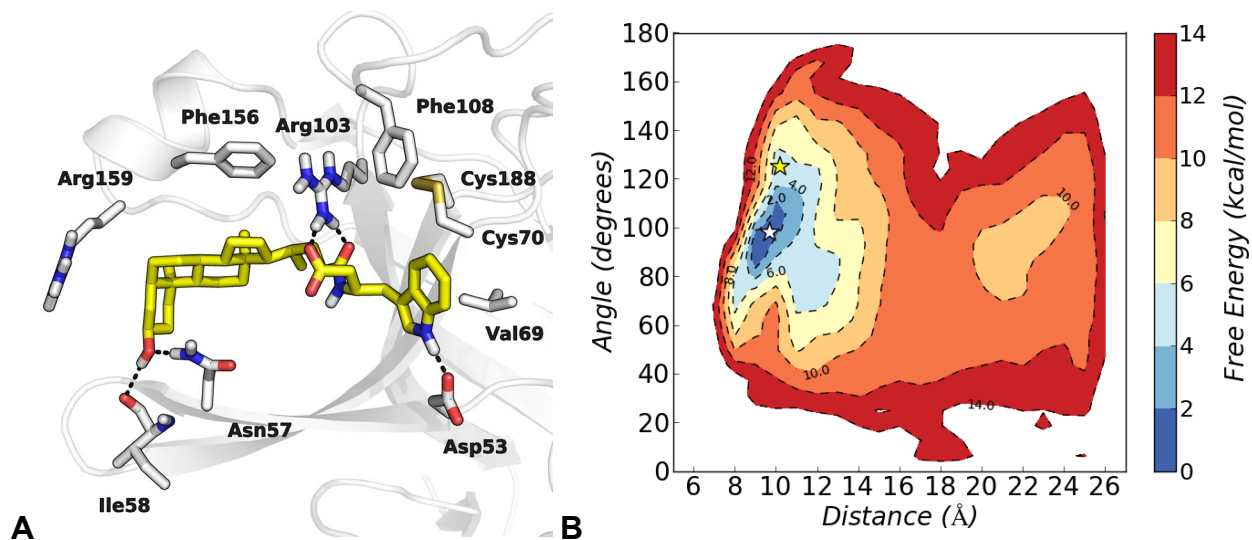 Phe156
Arg103
Phe108
Arg159
Cys188
Cys70
Val69
Asn57
Asp53
Ile58
A
180
160
140
120
100
80
60
40
20
0
Angle (degrees)
12.0
4.0
2.0
8.0
6.0
10.0
10.0
14.0
6 8 10 12 14 16 18 20 22 24 26
Distance (Å)
B
14
12
10
8
6
4
2
0
Free Energy (kcal/mol)